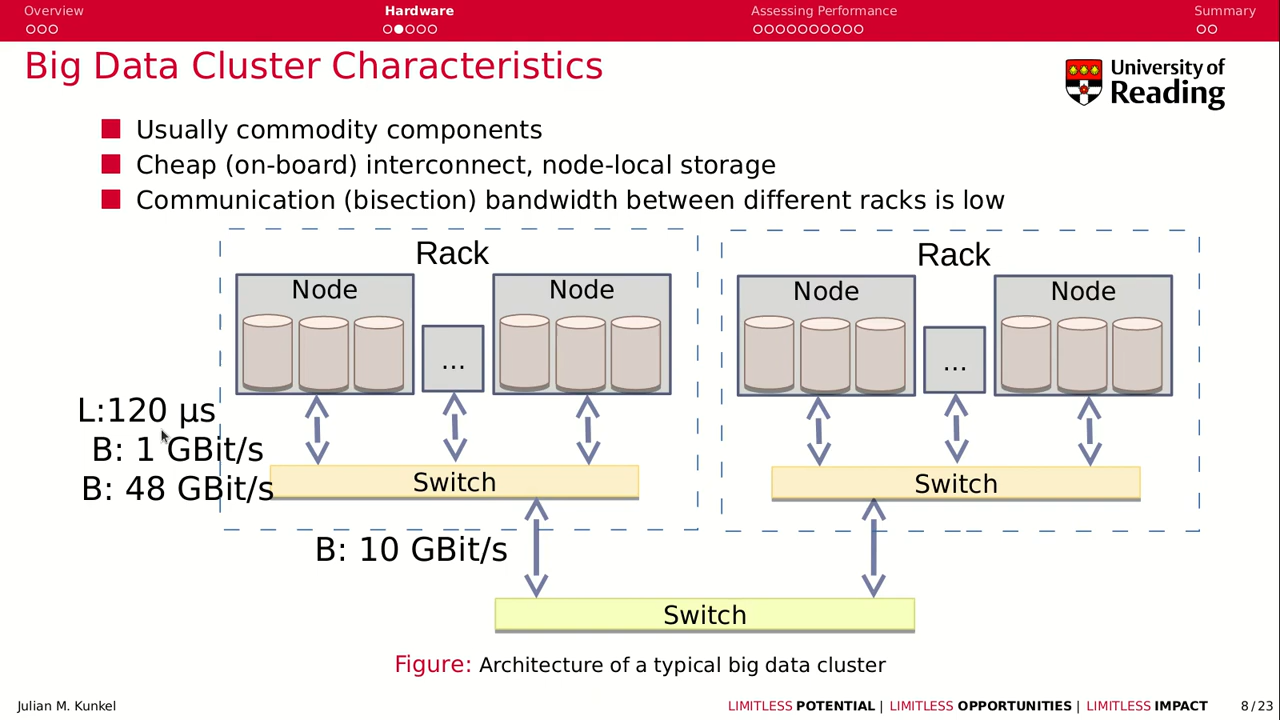 Overview Hardware Assessing Performance Summary
Big Data Cluster Characteristics
University of
Reading
Usually commodity components
Cheap (on-board) interconnect, node-local storage
Communication (bisection) bandwidth between different racks is low
Rack Rack
Node Node Node Node
... ...
L:120 µs
B: 1 GBit/s
B: 48 GBit/s
Switch Switch
B: 10 GBit/s
Switch
Figure: Architecture of a typical big data cluster
Julian M. Kunkel LIMITLESS POTENTIAL | LIMITLESS OPPORTUNITIES | LIMITLESS IMPACT 8 / 23